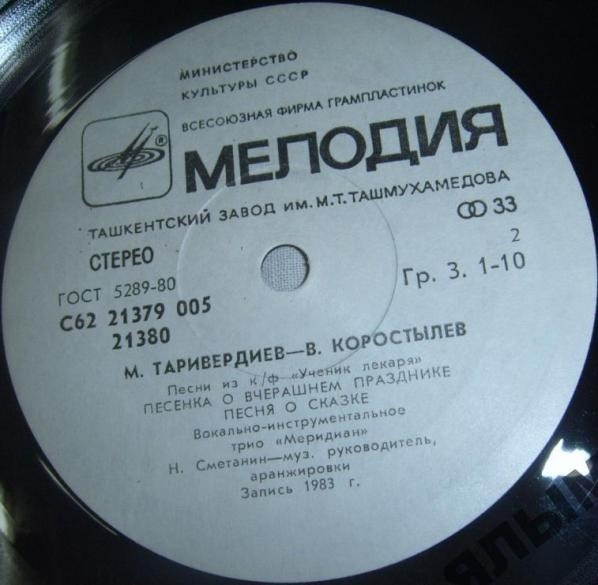 МИНИСТЕРСТВО
КУЛЬТУРЫ СССР
ВСЕСОЮЗНАЯ ФИРМА ГРАМПЛАСТИНОК
®
МЕЛОДИЯ
ТАШКЕНТСКИЙ ЗАВОД ИМ. М.Т. ТАШМУХАМЕДОВА
СТЕРЕО
33
ГОСТ 5289-80
2
С62 21379 005
Гр. 3. 1-10
21380
М. ТАРИВЕРДИЕВ—В. КОРОСТЫЛЕВ
Песни из к/ф «Ученик лекаря»
ПЕСЕНКА О ВЧЕРАШНЕМ ПРАЗДНИКЕ
ПЕСНЯ О СКАЗКЕ
Вокально-инструментальное
трио «Меридиан»
Н. Сметанин—муз. руководитель,
аранжировки
Запись 1983 г.